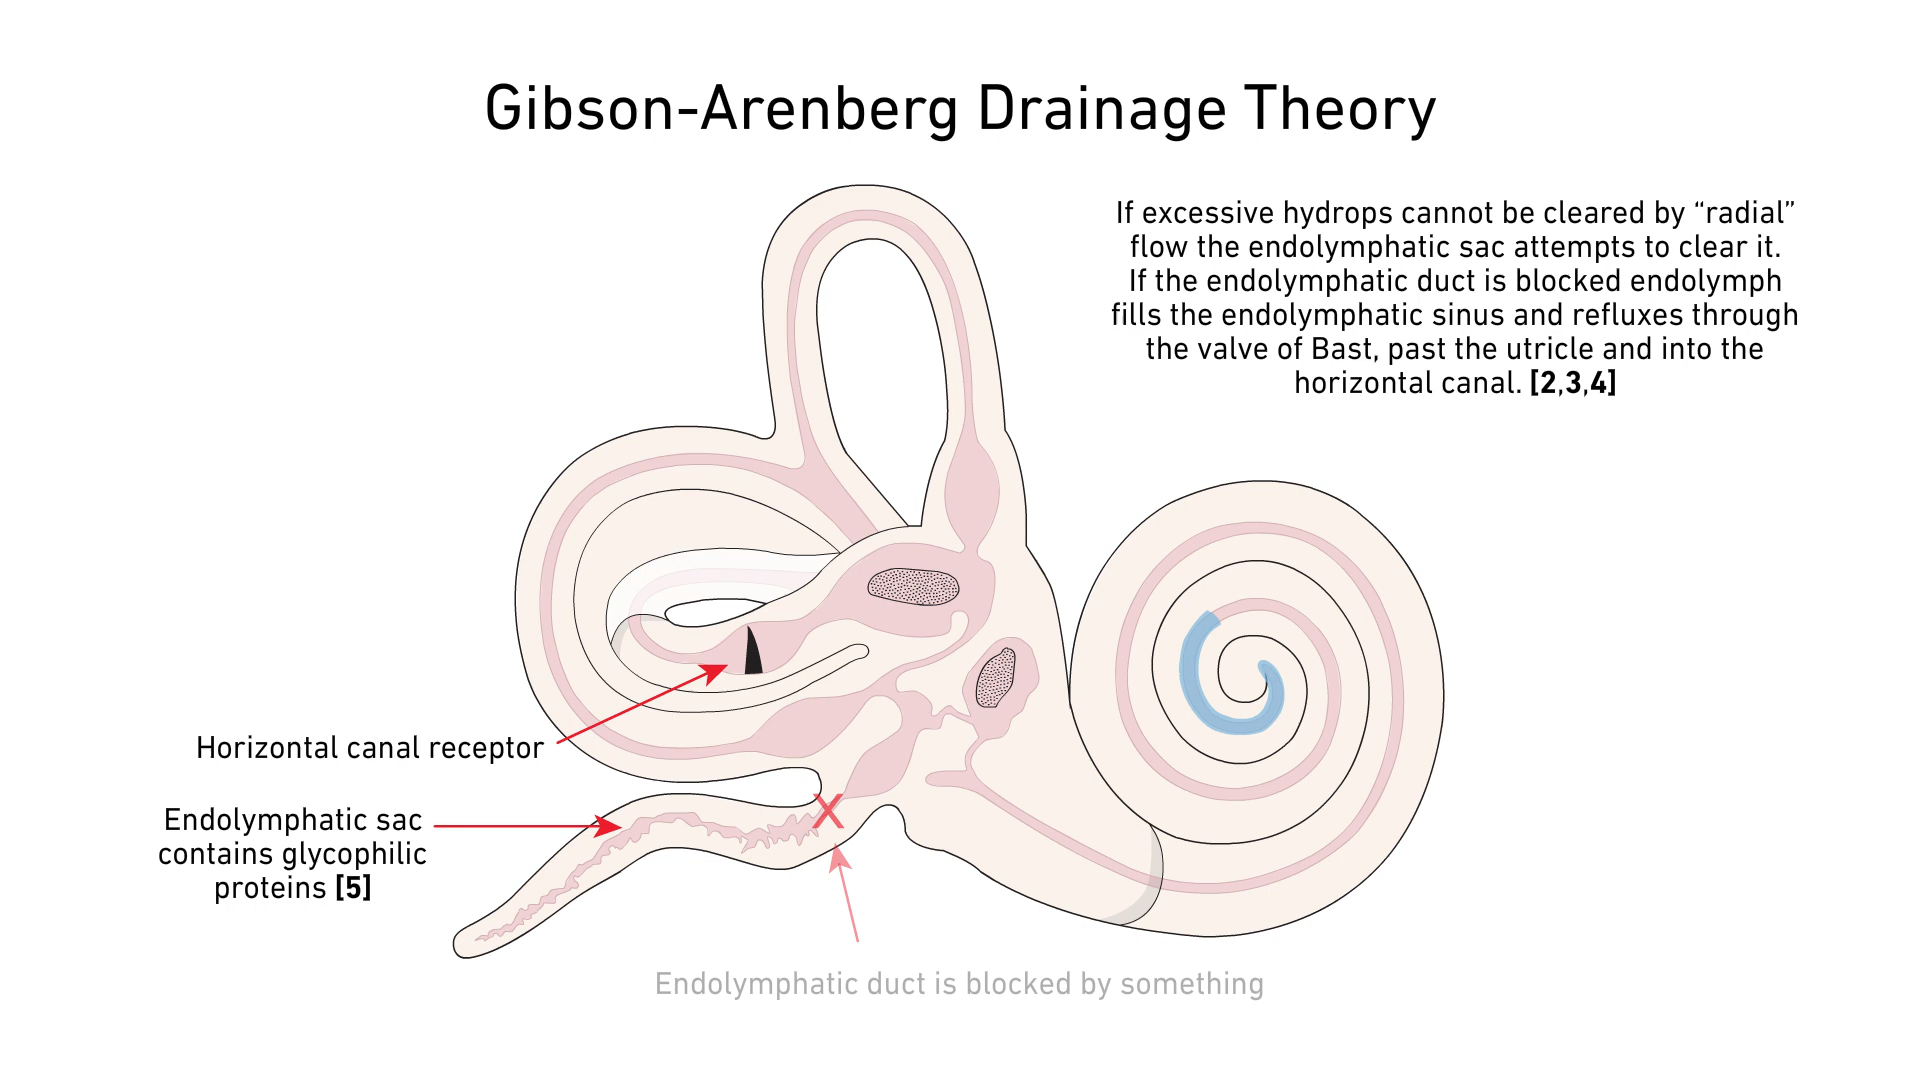 Gibson-Arenberg Drainage Theory
If excessive hydrops cannot be cleared by “radial”
flow the endolymphatic sac attempts to clear it.
If the endolymphatic duct is blocked endolymph
fills the endolymphatic sinus and refluxes through
the valve of Bast, past the utricle and into the
horizontal canal. [2,3,4]
Horizontal canal receptor
Endolymphatic sac
contains glycophilic
proteins [5]
X
Endolymphatic duct is blocked by something